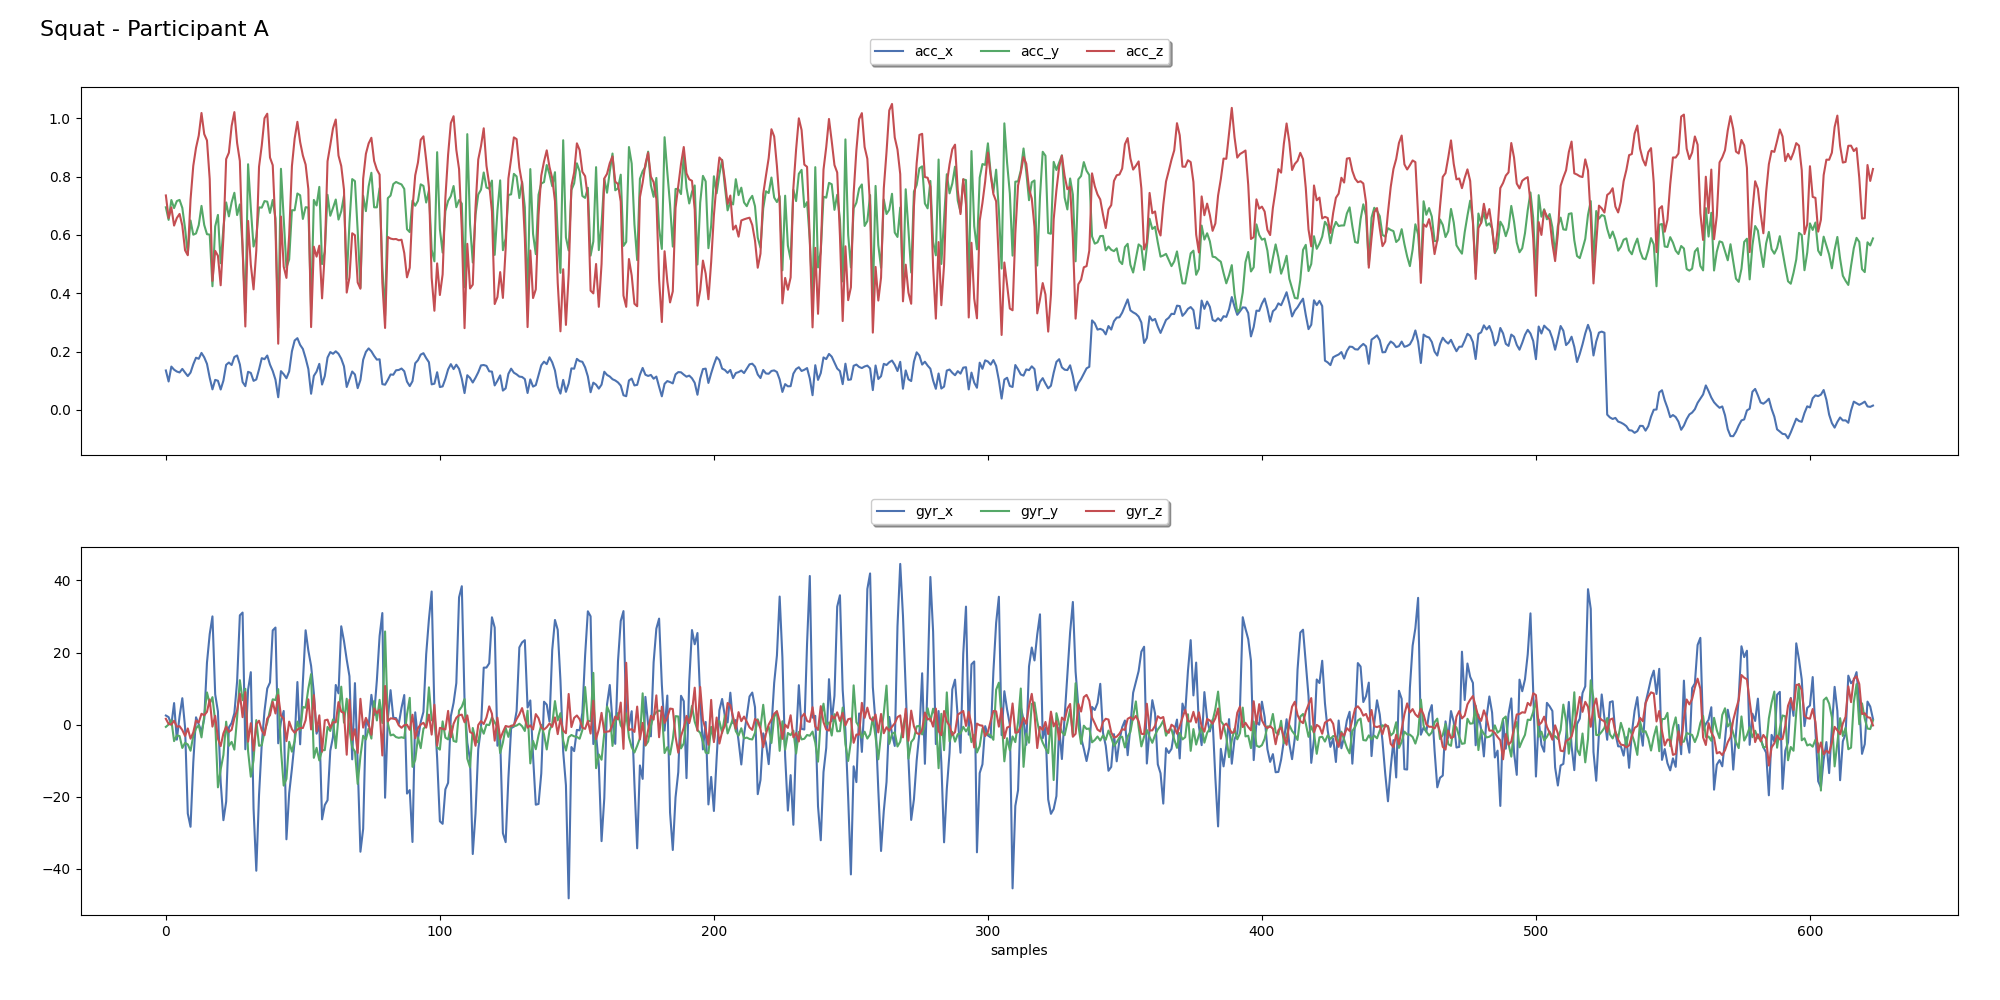 Squat - Participant A
acc_x acc_y acc_z
1.0
0.8
0.6
0.4
0.2
0.0
gyr_x gyr_y gyr_z
40
20
0
−20
−40
0 100 200 300 400 500 600
samples